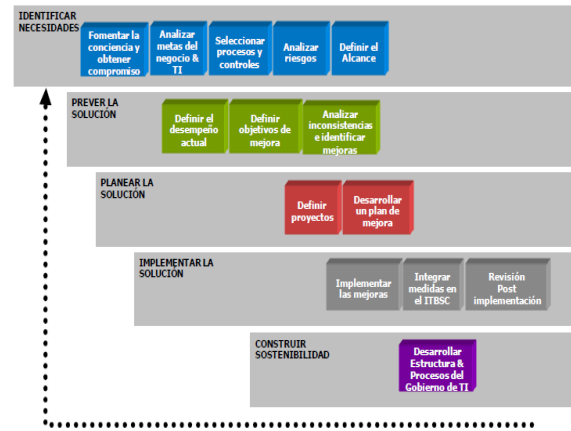 IDENTIFICAR
NECESIDADES
Fomentar la
conciencia y
obtener
compromiso
Analizar
metas del
negocio &
TI
Seleccionar
procesos y
controles
Analizar
riesgos
Definir el
Alcance
PREVER LA
SOLUCIÓN
Definir el
desempeño
actual
Definir
objetivos de
mejora
Analizar
inconsistencias
e identificar
mejoras
PLANEAR LA
SOLUCIÓN
Definir
proyectos
Desarrollar
un plan de
mejora
IMPLEMENTAR LA
SOLUCIÓN
Implementar
las mejoras
Integrar
medidas en
el ITBSC
Revisión
Post
implementación
CONSTRUIR
SOSTENIBILIDAD
Desarrollar
Estructura &
Procesos del
Gobierno de TI